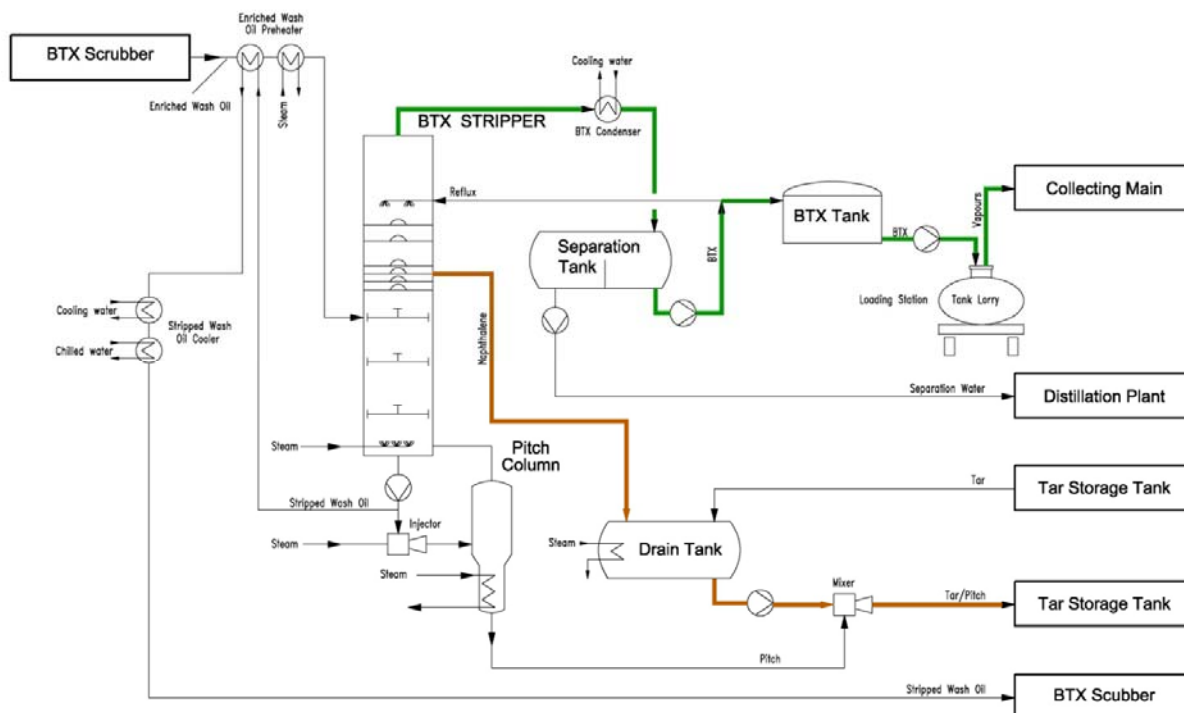 Enriched Wash
Oil Preheater
BTX Scrubber
Enriched Wash Oil
Steam
Cooling water
BTX STRIPPER
BTX Condenser
Reflux
Collecting Main
Vapours
BTX Tank
BTX
Separation
Tank
BTX
Loading Station
Tank Lorry
Cooling water
Stripped Wash
Oil Cooler
Chilled water
Naphthalene
Separation Water
Distillation Plant
Steam
Pitch
Column
Tar
Tar Storage Tank
Stripped Wash Oil
Injector
Steam
Steam
Drain Tank
Steam
Mixer
Tar/Pitch
Tar Storage Tank
Pitch
Stripped Wash Oil
BTX Scubber